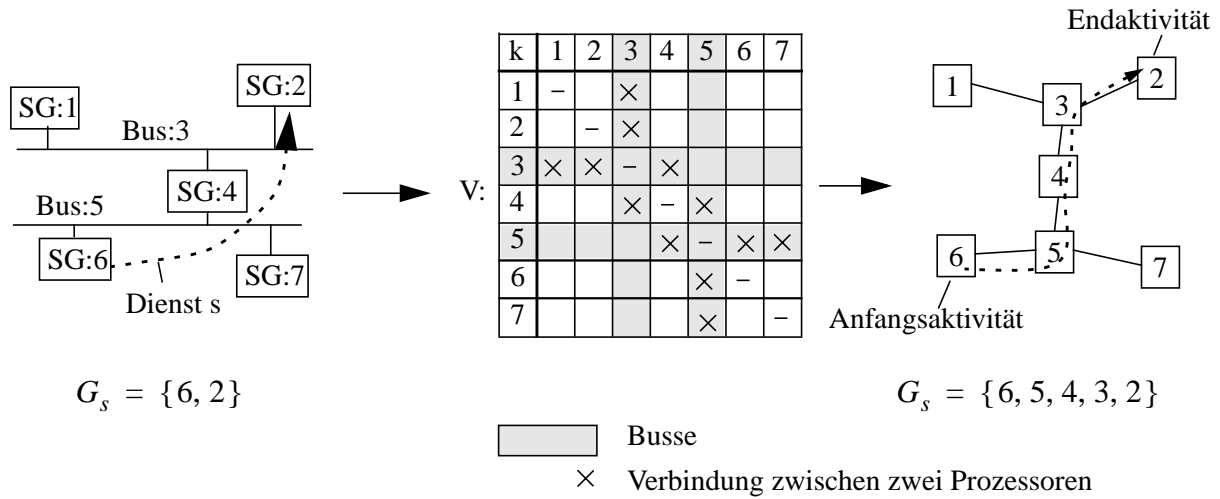 Endaktivität
SG:1
SG:2
Bus:3
SG:4
Bus:5
SG:6
SG:7
Dienst s
V:
k 1 2 3 4 5 6 7
1 – ×
2 – ×
3 × × – ×
4 × – ×
5 × – × ×
6 × –
7 × –
1
2
3
4
5
6
7
Anfangsaktivität
G_s = {6, 2}
G_s = {6, 5, 4, 3, 2}
Busse
× Verbindung zwischen zwei Prozessoren